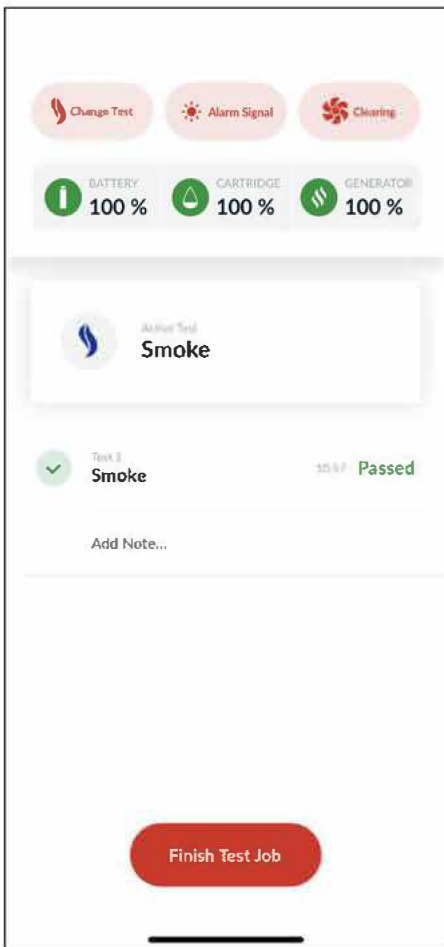 Change Test
Alarm Signal
Clearing
BATTERY
100 %
CARTRIDGE
100 %
GENERATOR
100 %
Active Test
Smoke
Test 1
Smoke
Passed
Add Note...
Finish Test Job